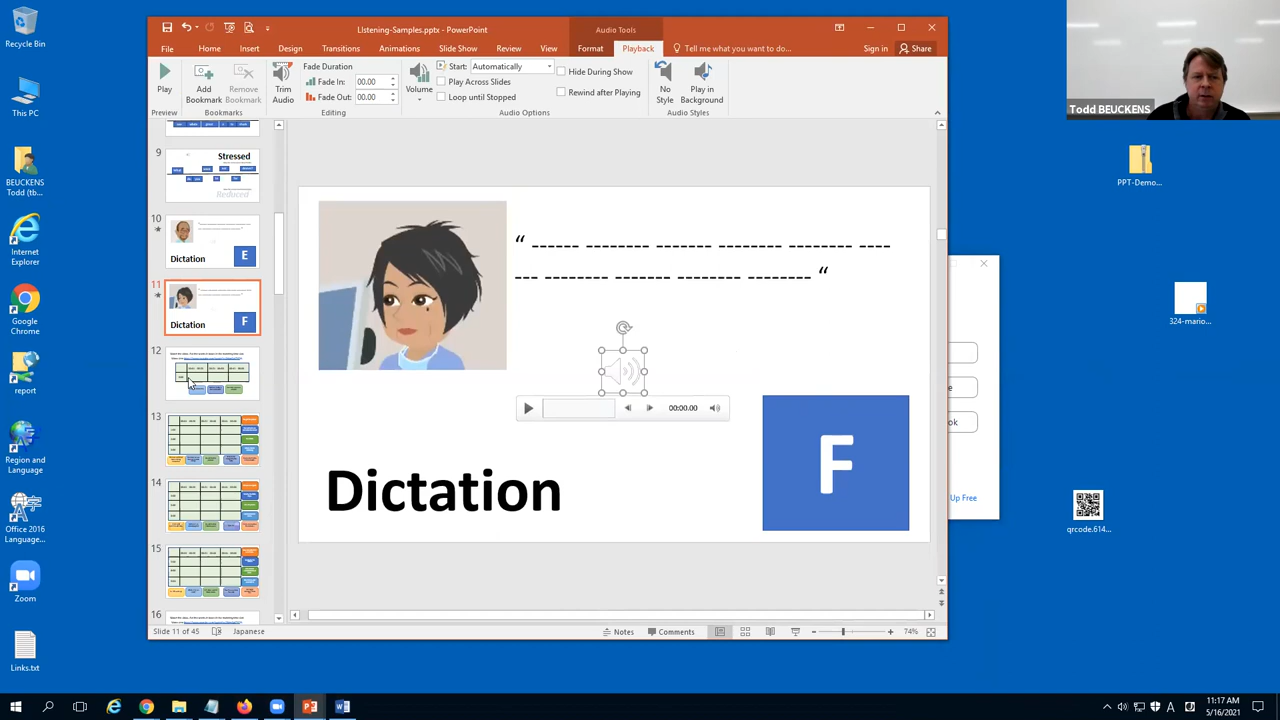 LIstening-Samples.pptx - PowerPoint
Audio Tools
File
Home
Insert
Design
Transitions
Animations
Slide Show
Review
View
Format
Playback
Tell me what you want to do...
Sign in
Share
Play
Preview
Add Bookmark
Remove Bookmark
Bookmarks
Trim Audio
Fade Duration
Fade In: 00.00
Fade Out: 00.00
Editing
Volume
Start: Automatically
Play Across Slides
Loop until Stopped
Hide During Show
Rewind after Playing
Audio Options
No Style
Play in Background
Audio Styles
Todd BEUCKENS
Recycle Bin
This PC
BEUCKENS
Todd (tb...
Internet
Explorer
Google
Chrome
report
Region and
Language
Office 2016
Language...
Zoom
Links.txt
PPT-Demo...
324-mario...
qrcode.614...
9
Stressed
Reduced
10
Dictation
E
11
Dictation
F
12
13
14
15
16
“ ------ -------- ------- -------- -------- ----
--- -------- ------- -------- -------- “
00:00.00
Dictation
F
ok
Up Free
Slide 11 of 45
Japanese
Notes
Comments
74%
A
11:17 AM
5/16/2021